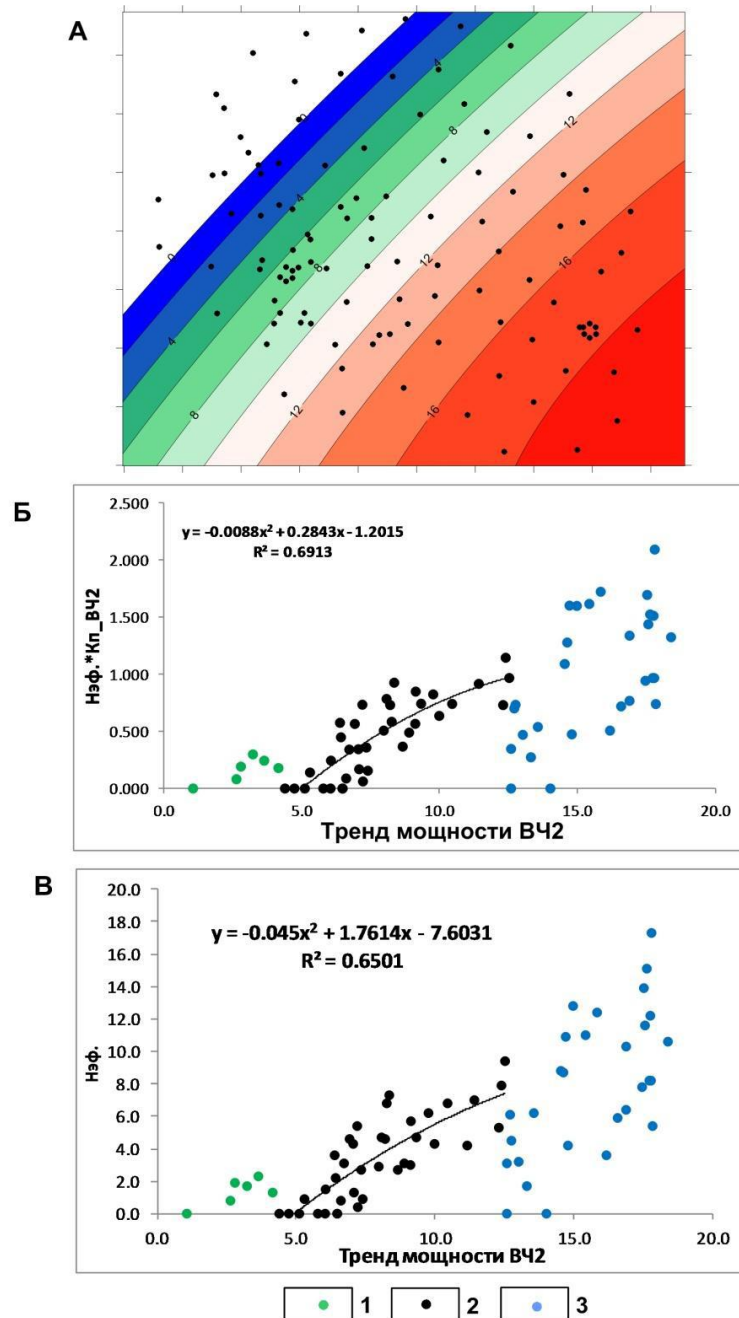 А
0
4
8
12
4
12
0
8
16
12
4
16
8
12
Б
y = -0.0088x² + 0.2843x - 1.2015
R² = 0.6913
Нэф.*Кп_ВЧ2
2.500
2.000
1.500
1.000
0.500
0.000
0.0 5.0 10.0 15.0 20.0
Тренд мощности ВЧ2
В
y = -0.045x² + 1.7614x - 7.6031
R² = 0.6501
Нэф.
20.0
18.0
16.0
14.0
12.0
10.0
8.0
6.0
4.0
2.0
0.0
0.0 5.0 10.0 15.0 20.0
Тренд мощности ВЧ2
1 2 3